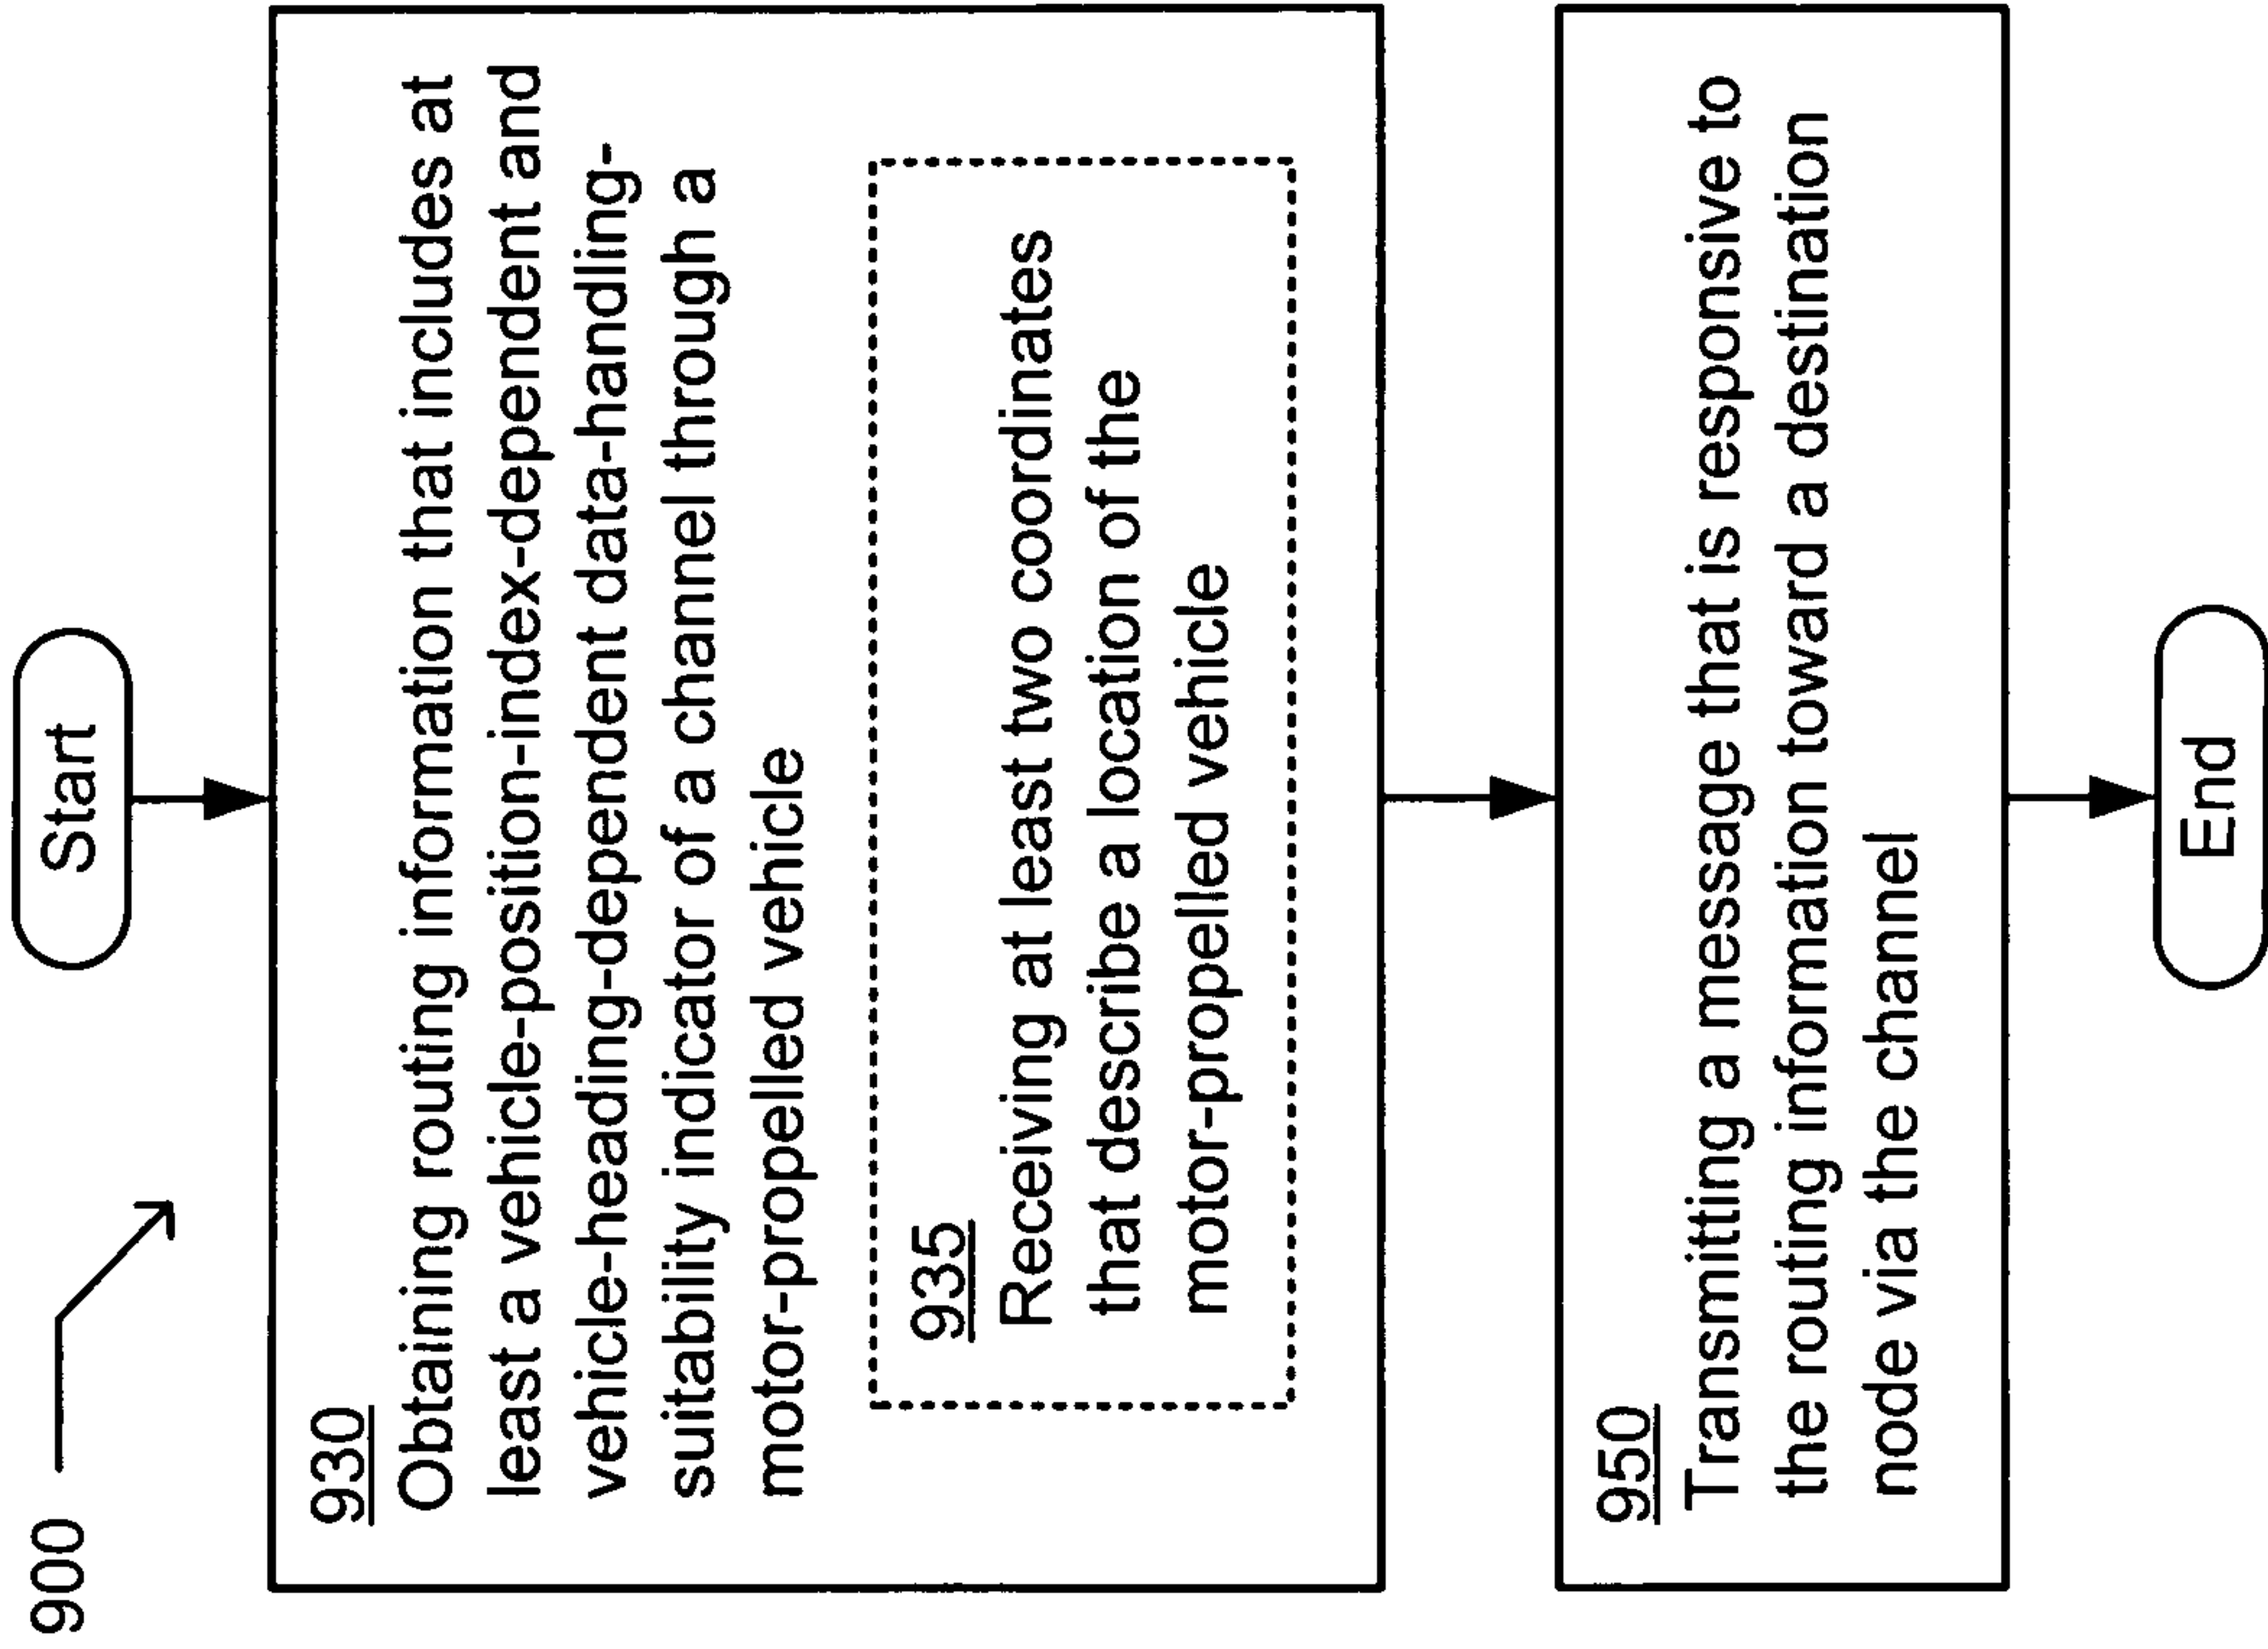 900
Start
930
Obtaining routing information that includes at
least a vehicle-position-index-dependent and
vehicle-heading-dependent data-handling-
suitability indicator of a channel through a
motor-propelled vehicle
935
Receiving at least two coordinates
that describe a location of the
motor-propelled vehicle
950
Transmitting a message that is responsive to
the routing information toward a destination
node via the channel
End